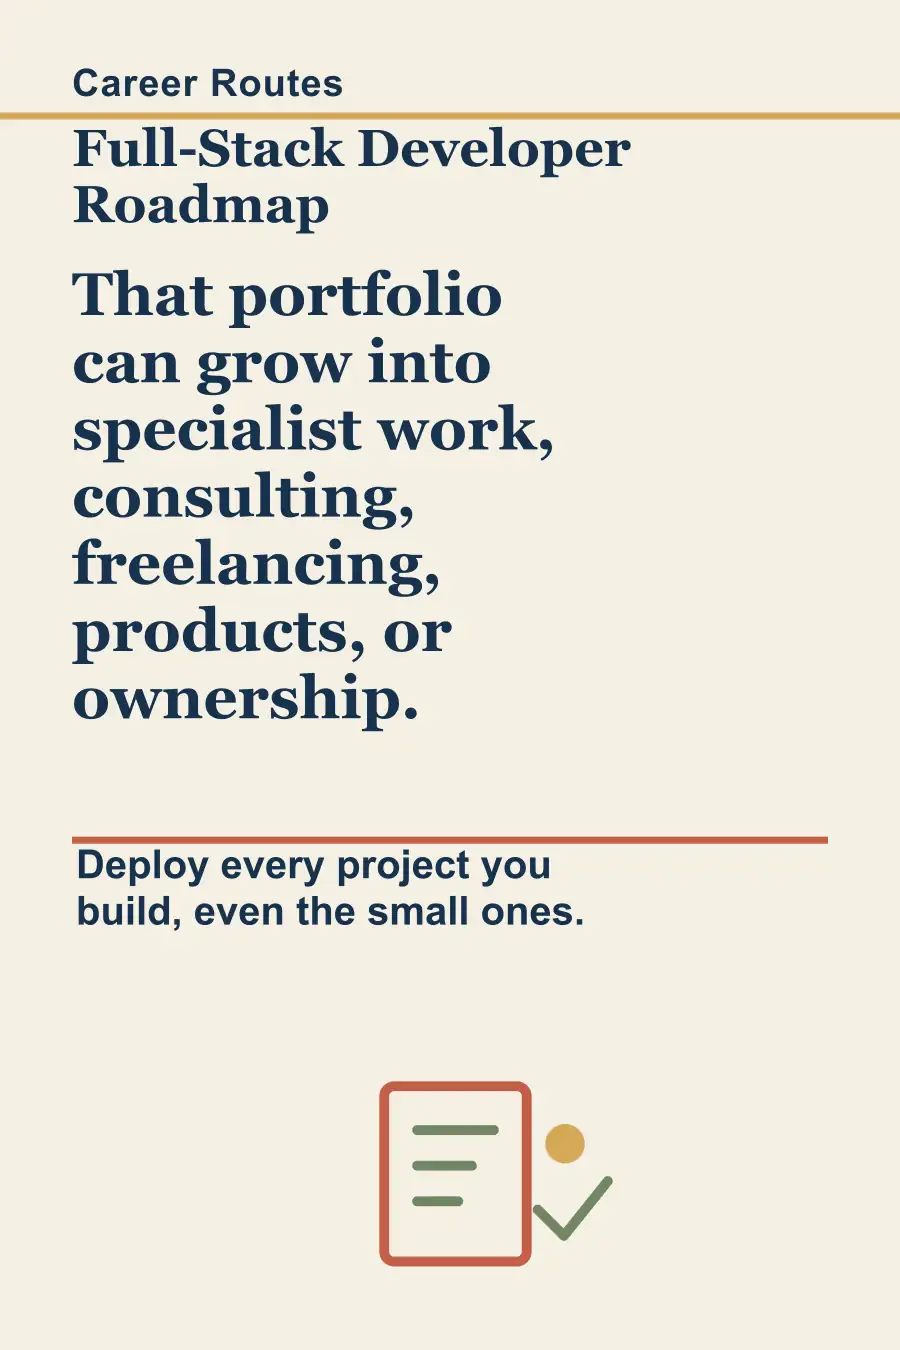 Career Routes
Full-Stack Developer
Roadmap
That portfolio
can grow into
specialist work,
consulting,
freelancing,
products, or
ownership.
Deploy every project you
build, even the small ones.